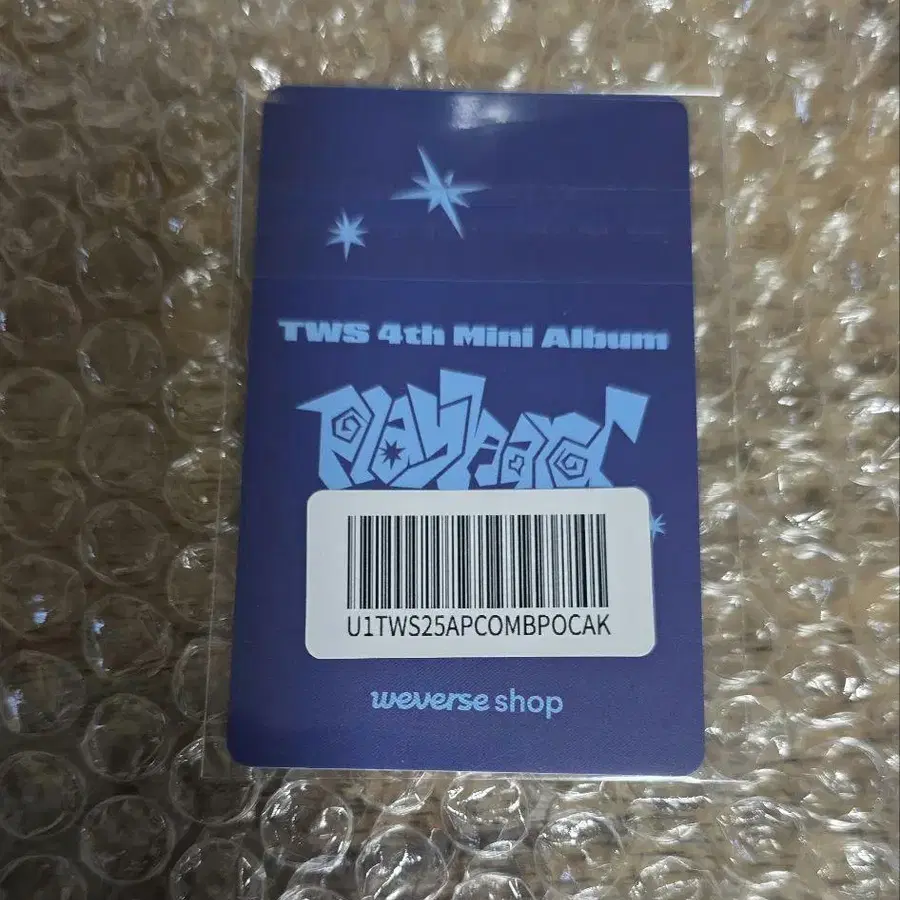 TWS 4th Mini Album
play hard
U1TWS25APCOMBPOCAK
weverse shop